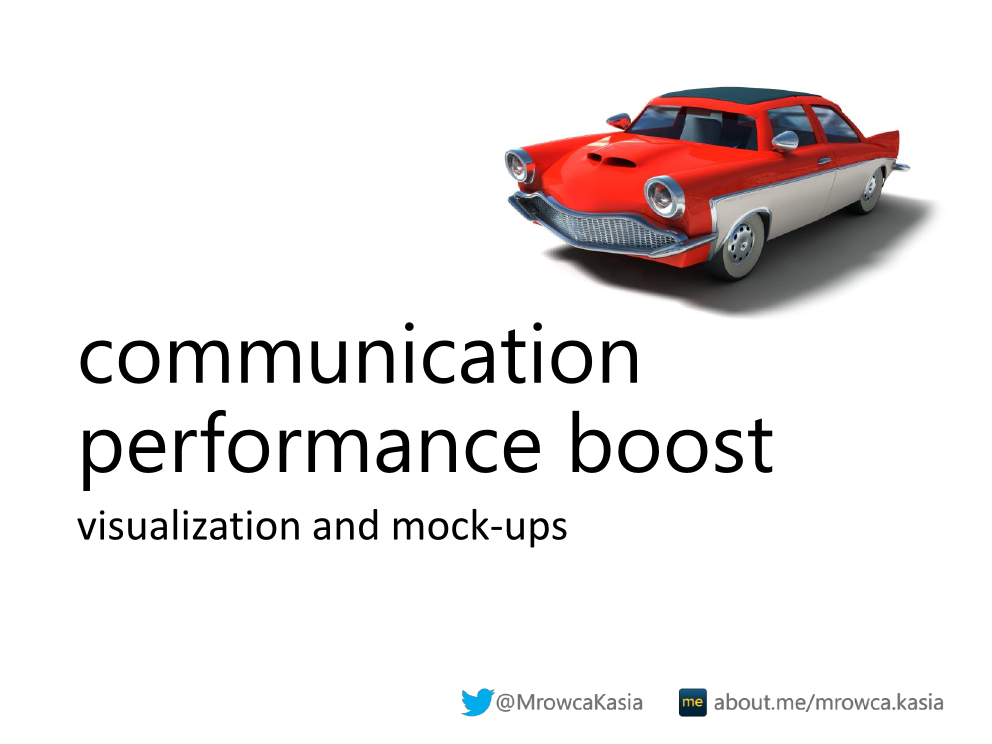 communication
performance boost
visualization and mock-ups
@MrowcaKasia
me about.me/mrowca.kasia